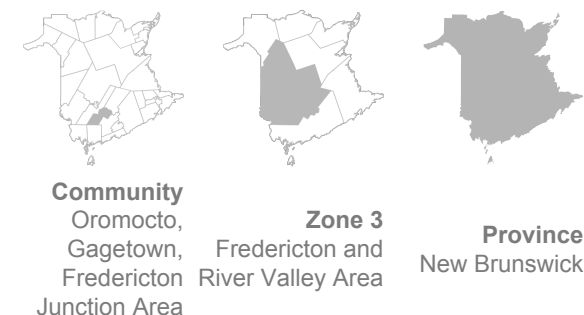 Community
Oromocto,
Gagetown,
Fredericton
Junction Area
Zone 3
Fredericton and
River Valley Area
Province
New Brunswick